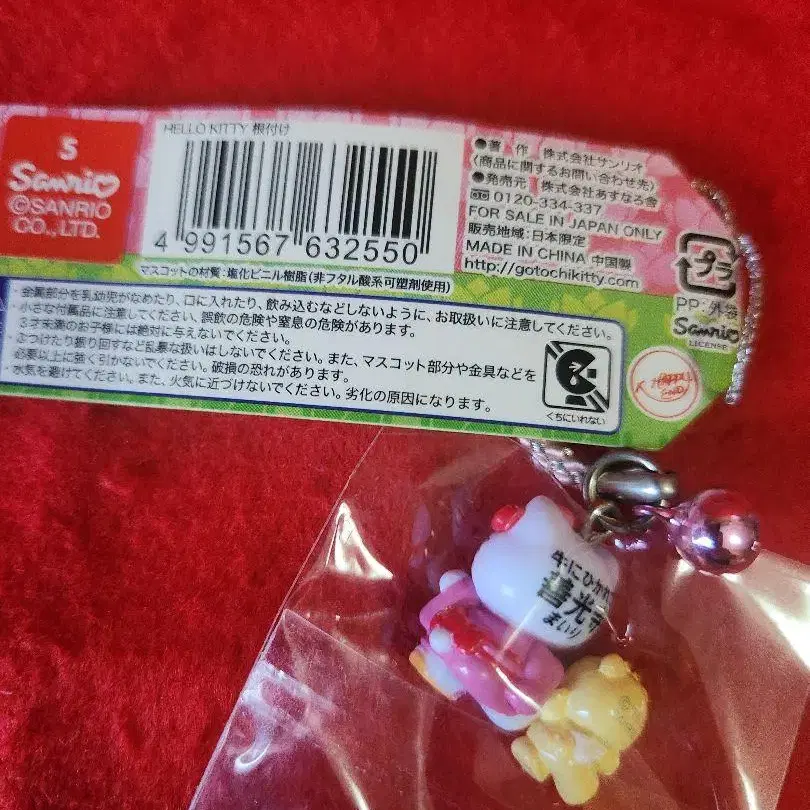 S
Sanrio
©SANRIO
CO., LTD.
HELLO KITTY 根付け
4 991567 632550
●著 作 株式会社サンリオ
(商品に関するお問い合わせ先)
●発売元 株式会社あすなろ舎
0120-334-337
FOR SALE IN JAPAN ONLY
販売地域:日本限定
MADE IN CHINA 中国製
http://gotochikitty.com
プラ
PP:外袋
Sanrio
LICENSE
マスコットの材質:塩化ビニル樹脂(非フタル酸系可塑剤使用)
・金属部分を乳幼児がなめたり、口に入れたり、飲み込むなどしないように、お取扱いに注意してください。
・小さな付属品に注意してください。誤飲の危険や窒息の危険があります。
3才未満のお子様には絶対に与えないでください。
・ぶつけたり振り回すなど乱暴な扱いはしないでください。また、マスコット部分や金具などを
必要以上に強く引かないでください。破損の恐れがあります。
・水気を避けてください。また、火気に近づけないでください。劣化の原因になります。
くちにいれない
牛にひかれ
善光寺
まいり